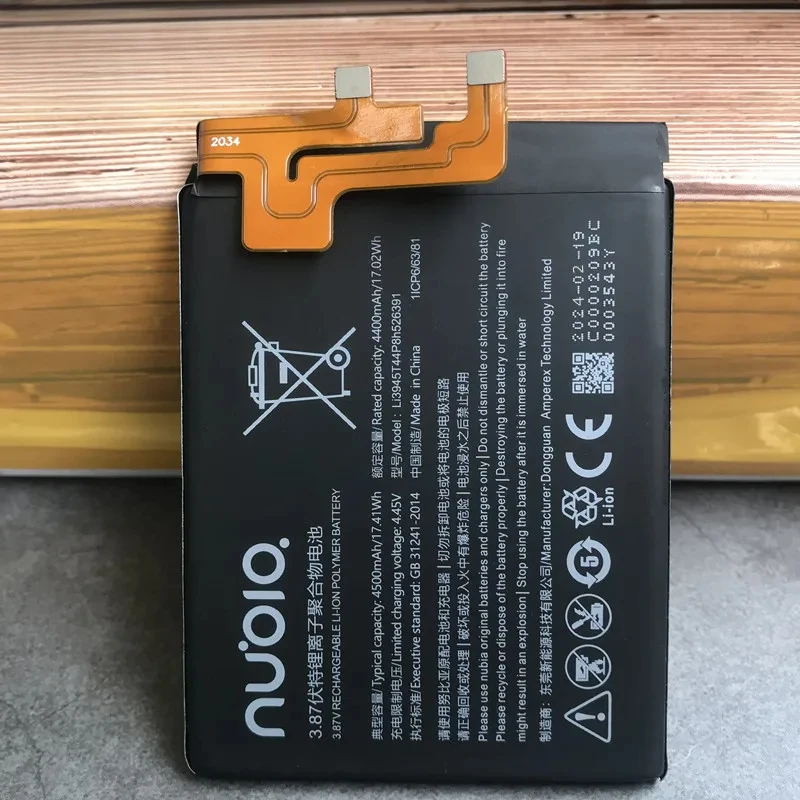 2034
nubia
3.87伏特锂离子聚合物电池
3.87V RECHARGEABLE LI-ION POLYMER BATTERY
典型容量/Typical capacity: 4500mAh/17.41Wh
额定容量/Rated capacity: 4400mAh/17.02Wh
充电限制电压/Limited charging voltage: 4.45V
型号/Model : Li3945T44P8h526391
执行标准/Executive standard: GB 31241-2014
中国制造/Made in China
1ICP6/63/81
请使用努比亚原配电池和充电器 | 切勿拆卸电池或将电池的电极短路
请正确回收或处理 | 破坏或投入火中有爆炸危险 | 电池浸水之后禁止使用
Please use nubia original batteries and chargers only | Do not dismantle or short circuit the battery
Please recycle or dispose of the battery properly | Destroying the battery or plunging it into fire
might result in an explosion | Stop using the battery after it is immersed in water
制造商: 东莞新能源科技有限公司/Manufacturer:Dongguan Amperex Technology Limited
5
Li-ion
CE
2024-02-19
C0000209BC
0003543Y